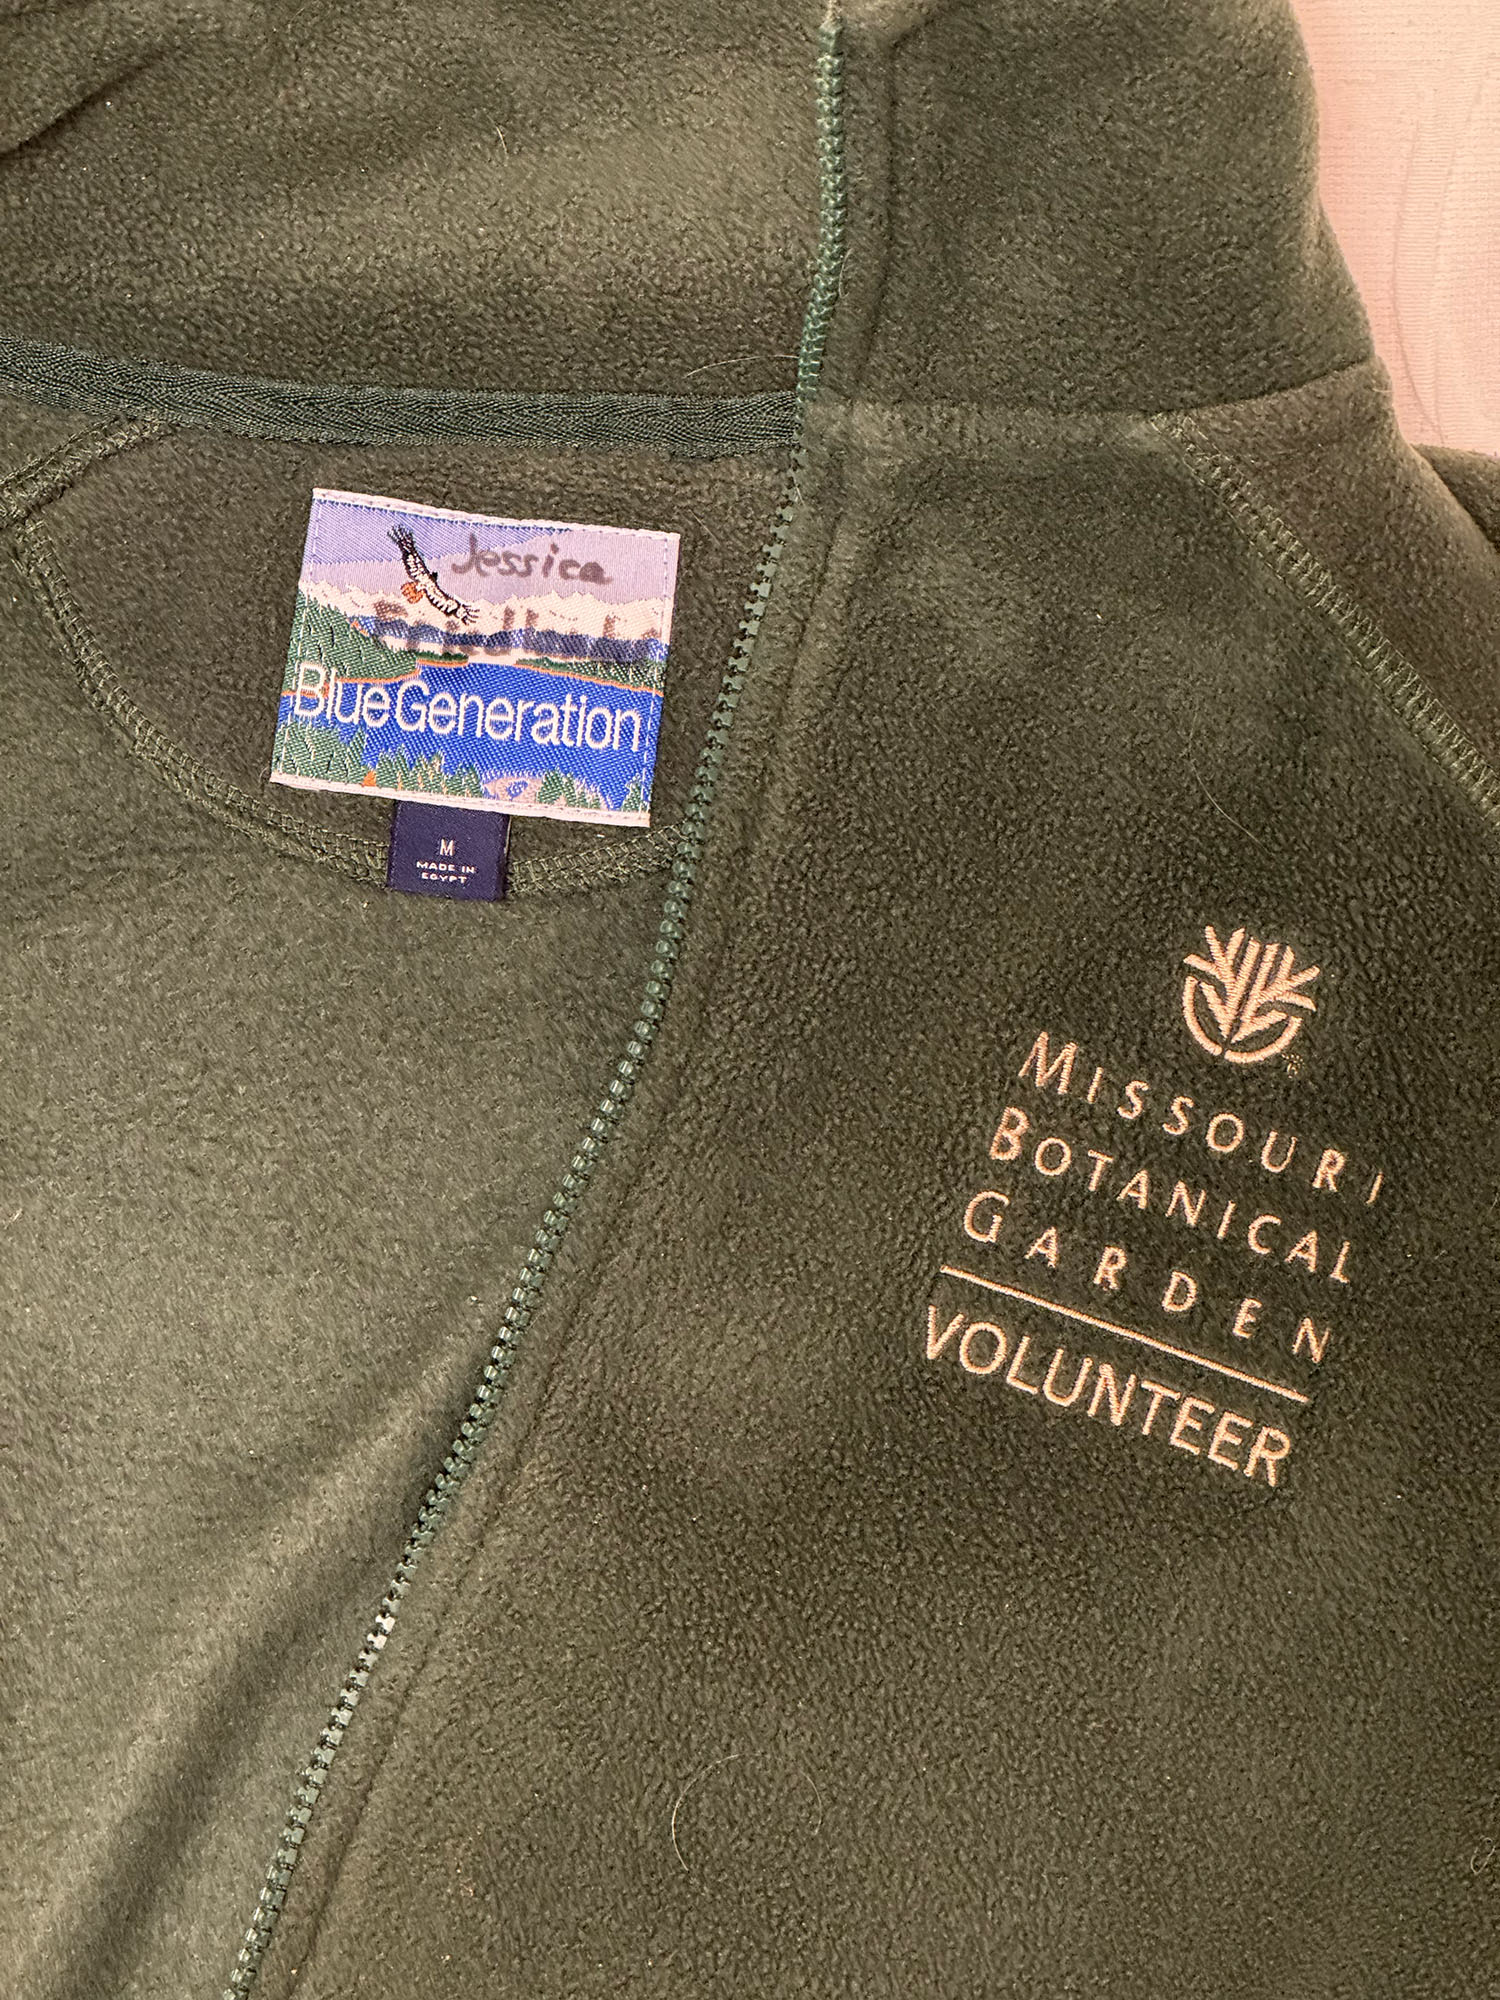 Jessica
BlueGeneration
M
MADE IN
EGYPT
MISSOURI
BOTANICAL
GARDEN
VOLUNTEER